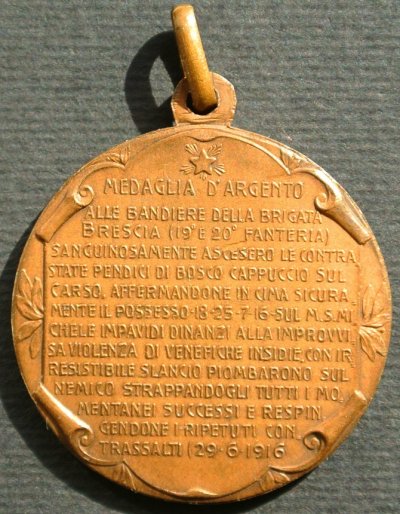 MEDAGLIA D'ARGENTO
ALLE BANDIERE DELLA BRIGATA
BRESCIA (19º E 20º FANTERIA)
SANGUINOSAMENTE ASCESERO LE CONTRA
STATE PENDICI DI BOSCO CAPPUCCIO SUL
CARSO, AFFERMANDONE IN CIMA SICURA-
MENTE IL POSSESSO-18-25-7-16-SUL M.S.MI
CHELE IMPAVIDI DINANZI ALLA IMPROVVI
SA VIOLENZA DI VENEFICHE INSIDIE, CON IR
RESISTIBILE SLANCIO PIOMBARONO SUL
NEMICO STRAPPANDOGLI TUTTI I MO-
MENTANEI SUCCESSI E RESPIN-
GENDONE I RIPETUTI CON
TRASSALTI (29-6-1916